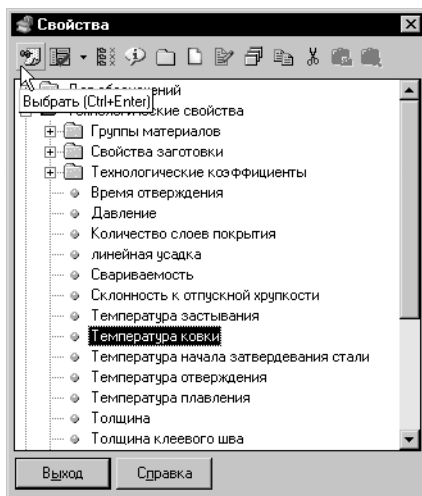 Свойства
ений
Выбрать (Ctrl+Enter)
ические свойства
Группы материалов
Свойства заготовки
Технологические коэффициенты
Время отверждения
Давление
Количество слоев покрытия
линейная усадка
Свариваемость
Склонность к отпускной хрупкости
Температура застывания
Температура ковки
Температура начала затвердевания стали
Температура отверждения
Температура плавления
Толщина
Толщина клеевого шва
Выход Справка